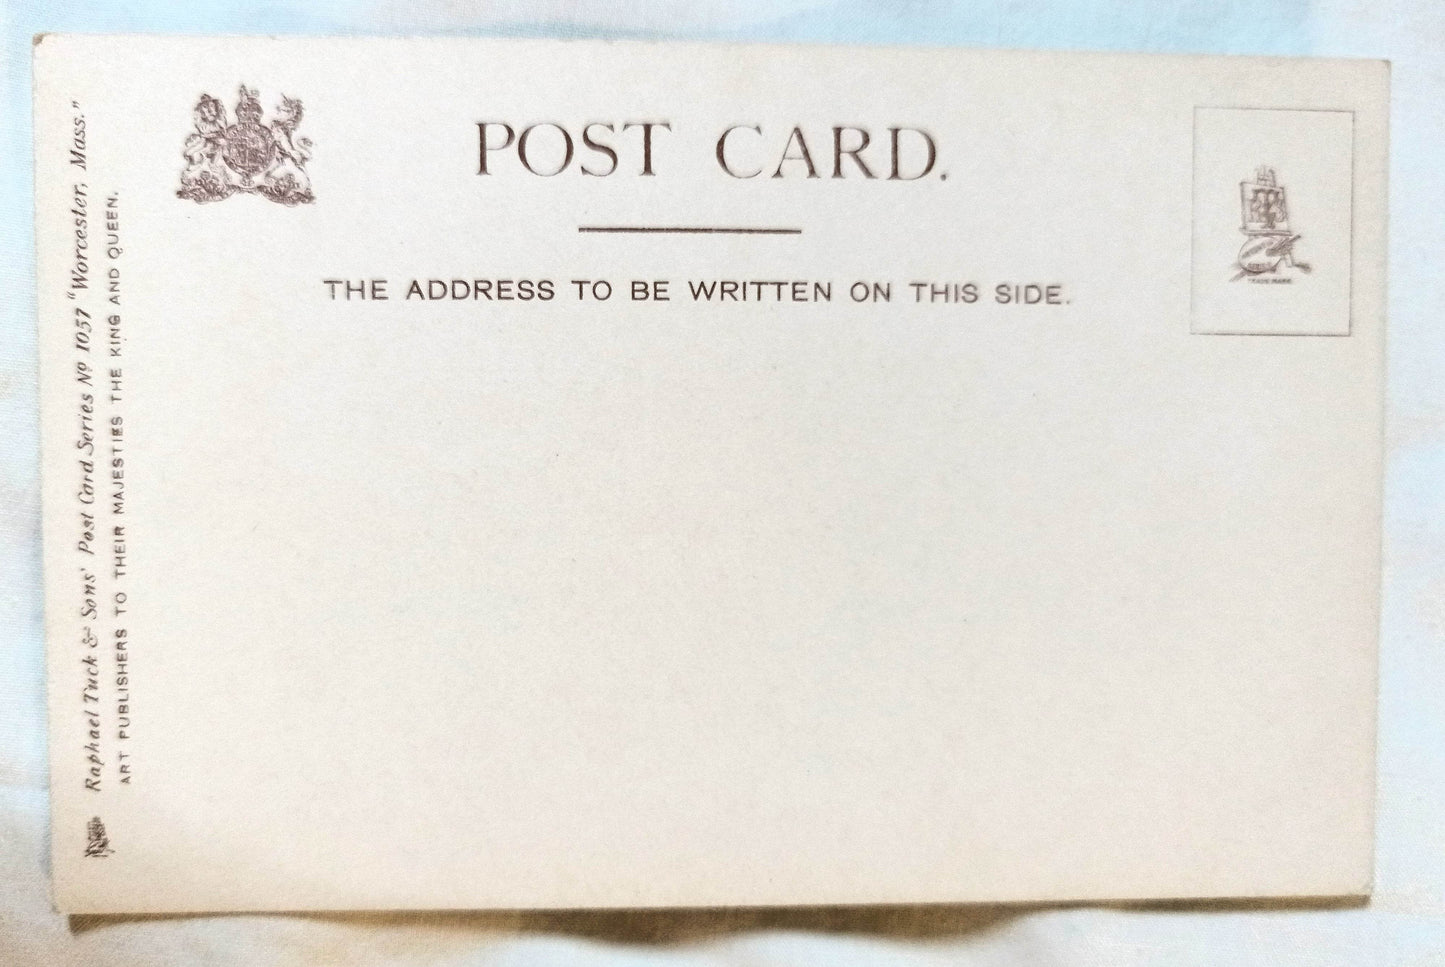 POST CARD.
THE ADDRESS TO BE WRITTEN ON THIS SIDE.
TRADE MARK
Raphael Tuck & Sons' Post Card Series Nº 1057 "Worcester, Mass."
ART PUBLISHERS TO THEIR MAJESTIES THE KING AND QUEEN.